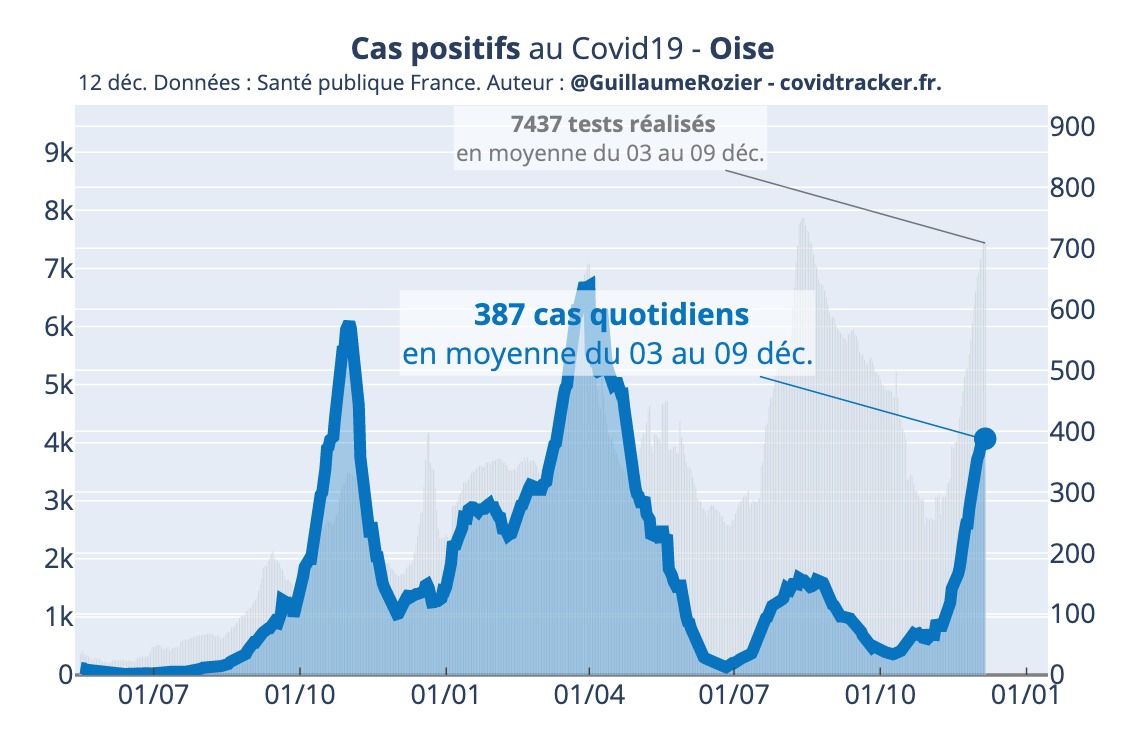 Cas positifs au Covid19 - Oise
12 déc. Données : Santé publique France. Auteur : @GuillaumeRozier - covidtracker.fr.
7437 tests réalisés
en moyenne du 03 au 09 déc.
387 cas quotidiens
en moyenne du 03 au 09 déc.
9k
8k
7k
6k
5k
4k
3k
2k
1k
0
900
800
700
600
500
400
300
200
100
0
01/07
01/10
01/01
01/04
01/07
01/10
01/01